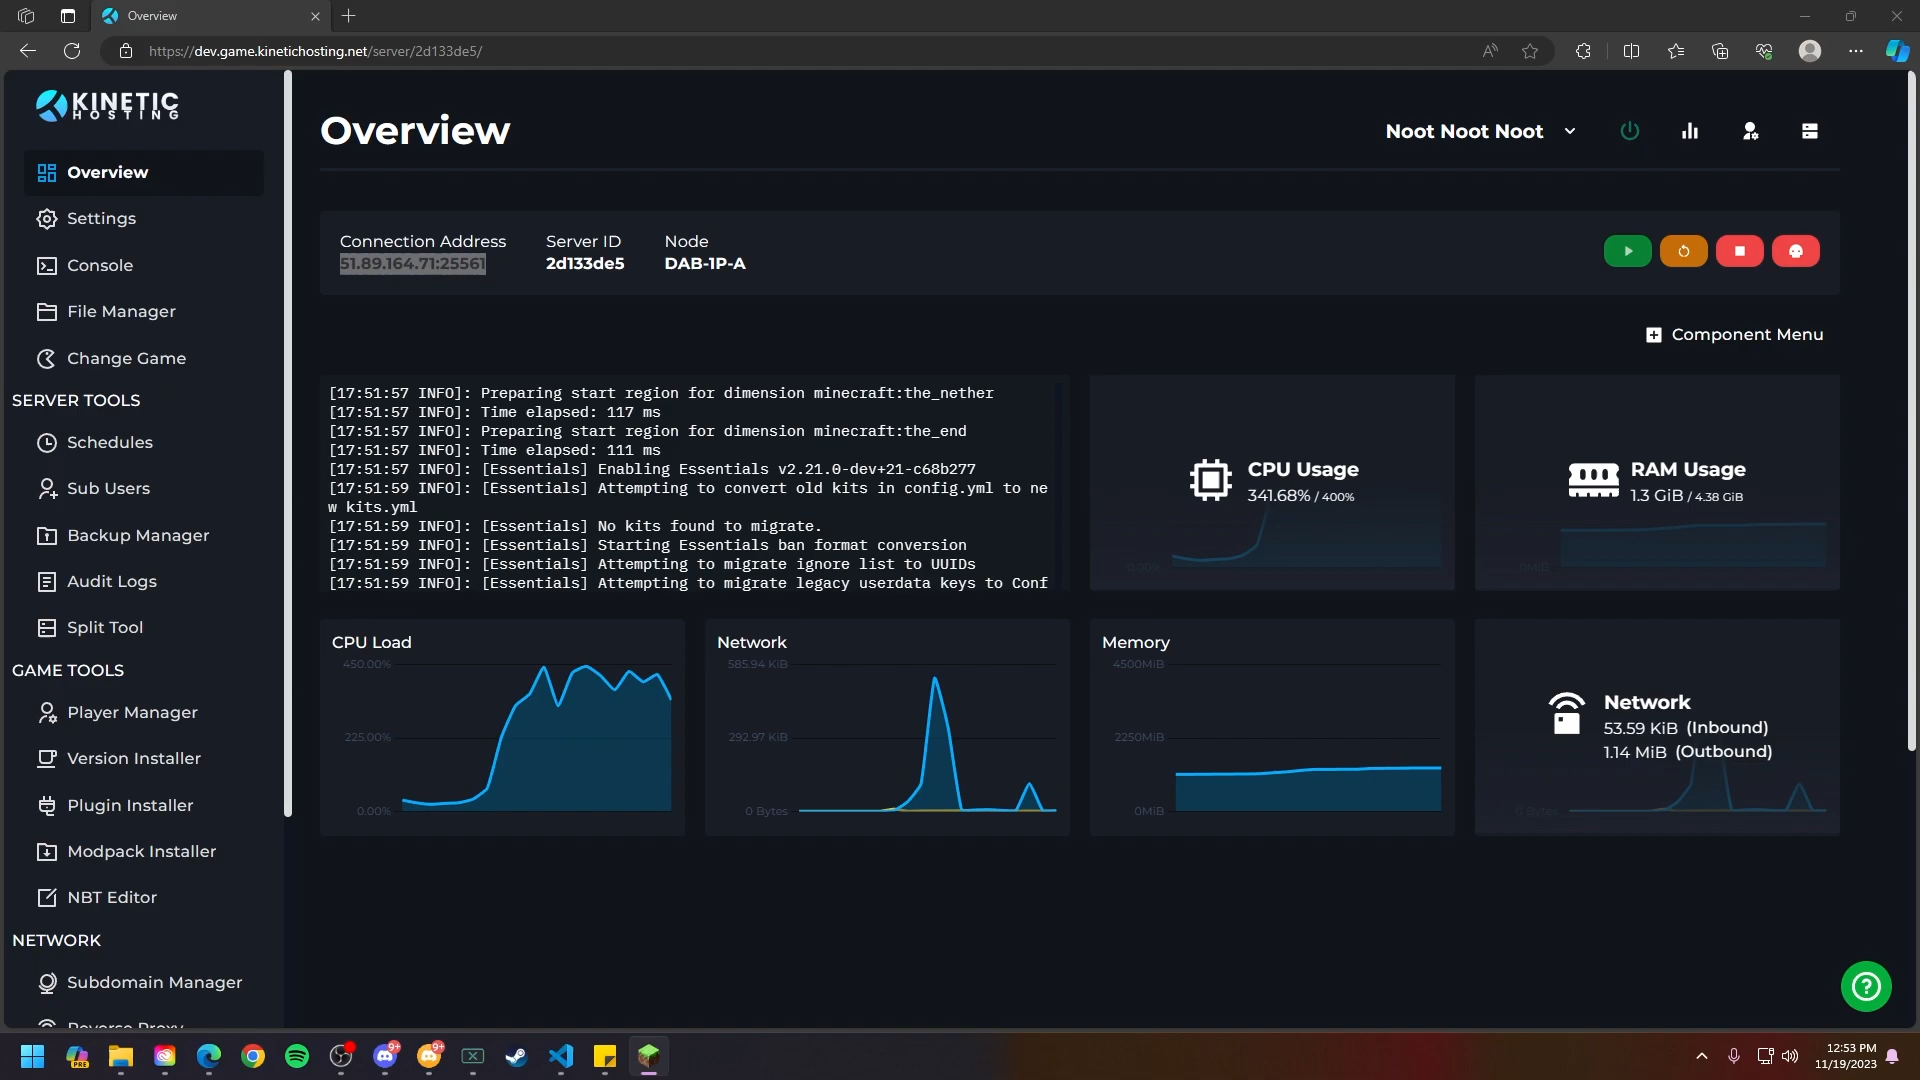 Overview
https://dev.game.kinetichosting.net/server/2d133de5/
KINETIC
HOSTING
Overview
Settings
Console
File Manager
Change Game
SERVER TOOLS
Schedules
Sub Users
Backup Manager
Audit Logs
Split Tool
GAME TOOLS
Player Manager
Version Installer
Plugin Installer
Modpack Installer
NBT Editor
NETWORK
Subdomain Manager
Reverse Proxy
Overview
Noot Noot Noot
Connection Address
51.89.164.71:25561
Server ID
2d133de5
Node
DAB-1P-A
Component Menu
[17:51:57 INFO]: Preparing start region for dimension minecraft:the_nether
[17:51:57 INFO]: Time elapsed: 117 ms
[17:51:57 INFO]: Preparing start region for dimension minecraft:the_end
[17:51:57 INFO]: Time elapsed: 111 ms
[17:51:57 INFO]: [Essentials] Enabling Essentials v2.21.0-dev+21-c68b277
[17:51:59 INFO]: [Essentials] Attempting to convert old kits in config.yml to ne
w kits.yml
[17:51:59 INFO]: [Essentials] No kits found to migrate.
[17:51:59 INFO]: [Essentials] Starting Essentials ban format conversion
[17:51:59 INFO]: [Essentials] Attempting to migrate ignore list to UUIDs
[17:51:59 INFO]: [Essentials] Attempting to migrate legacy userdata keys to Conf
CPU Usage
341.68% / 400%
0.00%
RAM Usage
1.3 GiB / 4.38 GiB
0MiB
CPU Load
450.00%
225.00%
0.00%
Network
585.94 KiB
292.97 KiB
0 Bytes
Memory
4500MiB
2250MiB
0MiB
Network
53.59 KiB (Inbound)
1.14 MiB (Outbound)
0 Bytes
PRE
9+
9+
12:53 PM
11/19/2023